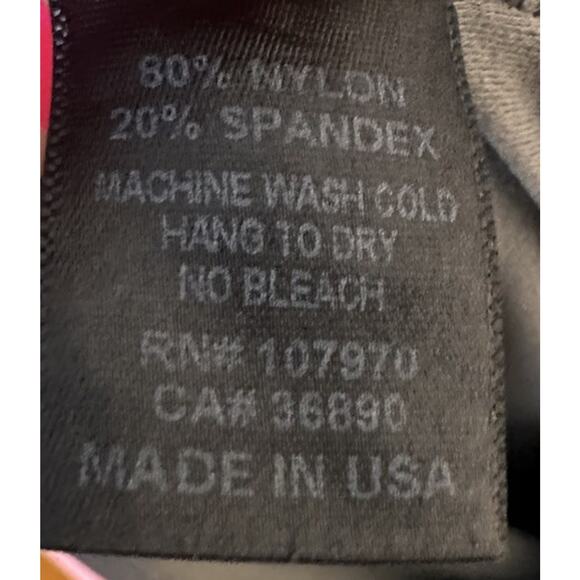 80% NYLON
20% SPANDEX
MACHINE WASH COLD
HANG TO DRY
NO BLEACH
RN# 107970
CA# 36890
MADE IN USA